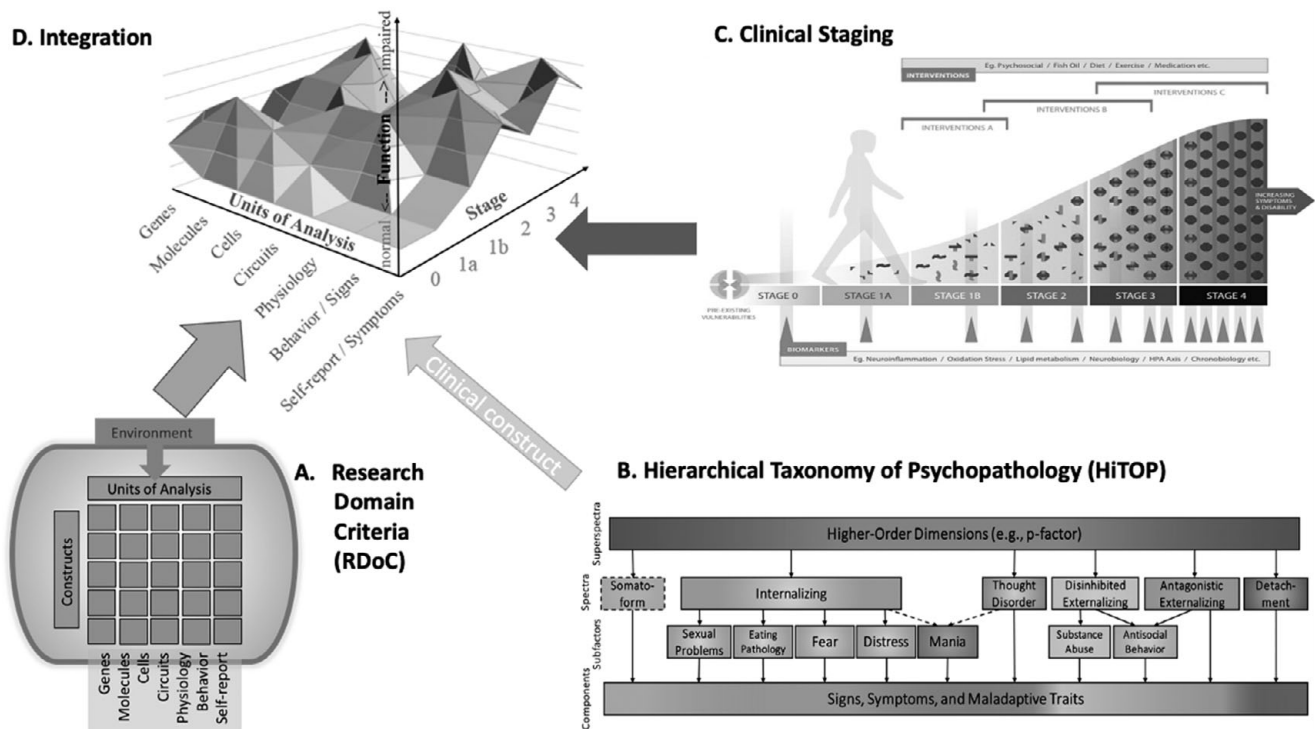 D. Integration
normal <-- Function --> impaired
Genes
Molecules
Cells
Circuits
Physiology
Behavior / Signs
Self-report / Symptoms
Units of Analysis
Stage
0
1a
1b
2
3
4
C. Clinical Staging
Eg. Psychosocial / Fish Oil / Diet / Exercise / Medication etc.
INTERVENTIONS
INTERVENTIONS C
INTERVENTIONS B
INTERVENTIONS A
INCREASING
SYMPTOMS
& DISABILITY
PRE-EXISTING
VULNERABILITIES
STAGE 0
STAGE 1A
STAGE 1B
STAGE 2
STAGE 3
STAGE 4
BIOMARKERS
Eg. Neuroinflammation / Oxidation Stress / Lipid metabolism / Neurobiology / HPA Axis / Chronobiology etc.
Clinical construct
Environment
Units of Analysis
Constructs
Genes
Molecules
Cells
Circuits
Physiology
Behavior
Self-report
A. Research
Domain
Criteria
(RDoC)
B. Hierarchical Taxonomy of Psychopathology (HiTOP)
Superspectra
Higher-Order Dimensions (e.g., p-factor)
Spectra
Somato-
form
Internalizing
Thought
Disorder
Disinhibited
Externalizing
Antagonistic
Externalizing
Detach-
ment
Subfactors
Sexual
Problems
Eating
Pathology
Fear
Distress
Mania
Substance
Abuse
Antisocial
Behavior
Components
Signs, Symptoms, and Maladaptive Traits